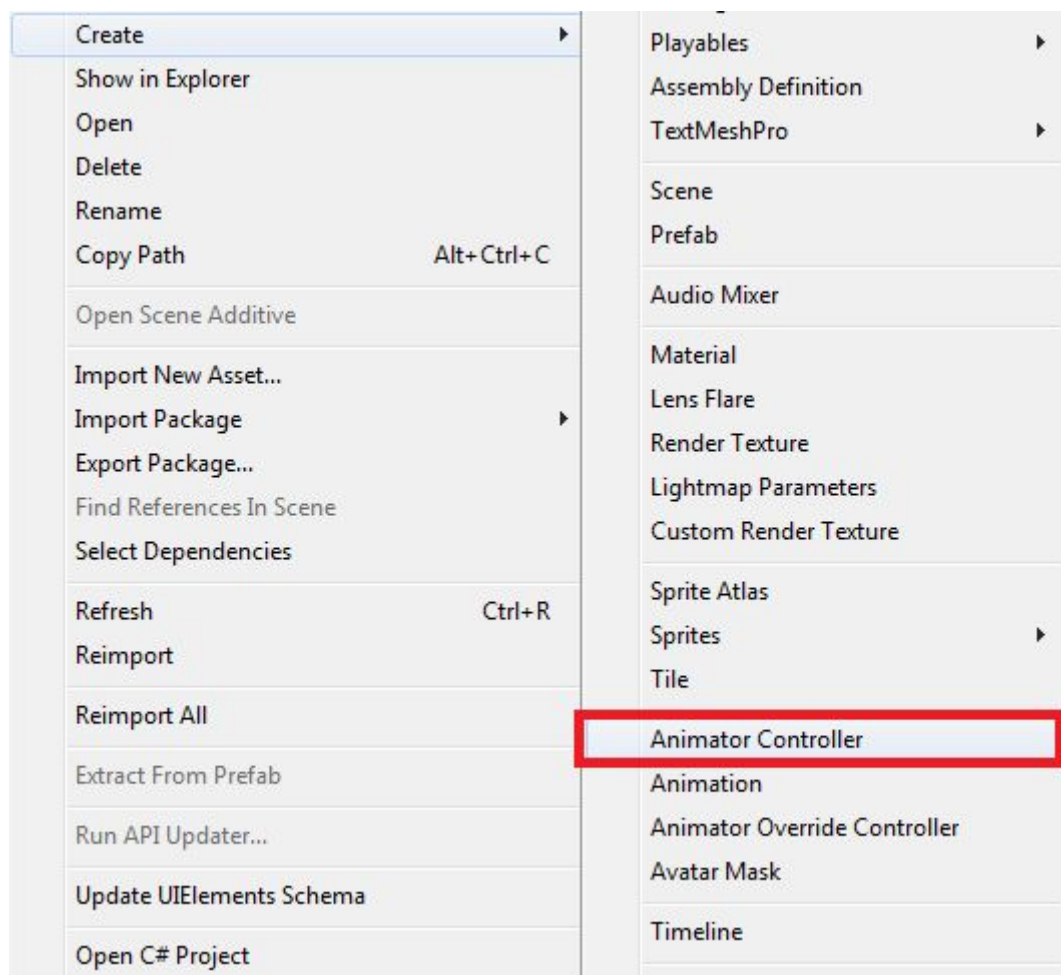 Create
Show in Explorer
Open
Delete
Rename
Copy Path Alt+Ctrl+C
Open Scene Additive
Import New Asset...
Import Package
Export Package...
Find References In Scene
Select Dependencies
Refresh Ctrl+R
Reimport
Reimport All
Extract From Prefab
Run API Updater...
Update UIElements Schema
Open C# Project
Playables
Assembly Definition
TextMeshPro
Scene
Prefab
Audio Mixer
Material
Lens Flare
Render Texture
Lightmap Parameters
Custom Render Texture
Sprite Atlas
Sprites
Tile
Animator Controller
Animation
Animator Override Controller
Avatar Mask
Timeline